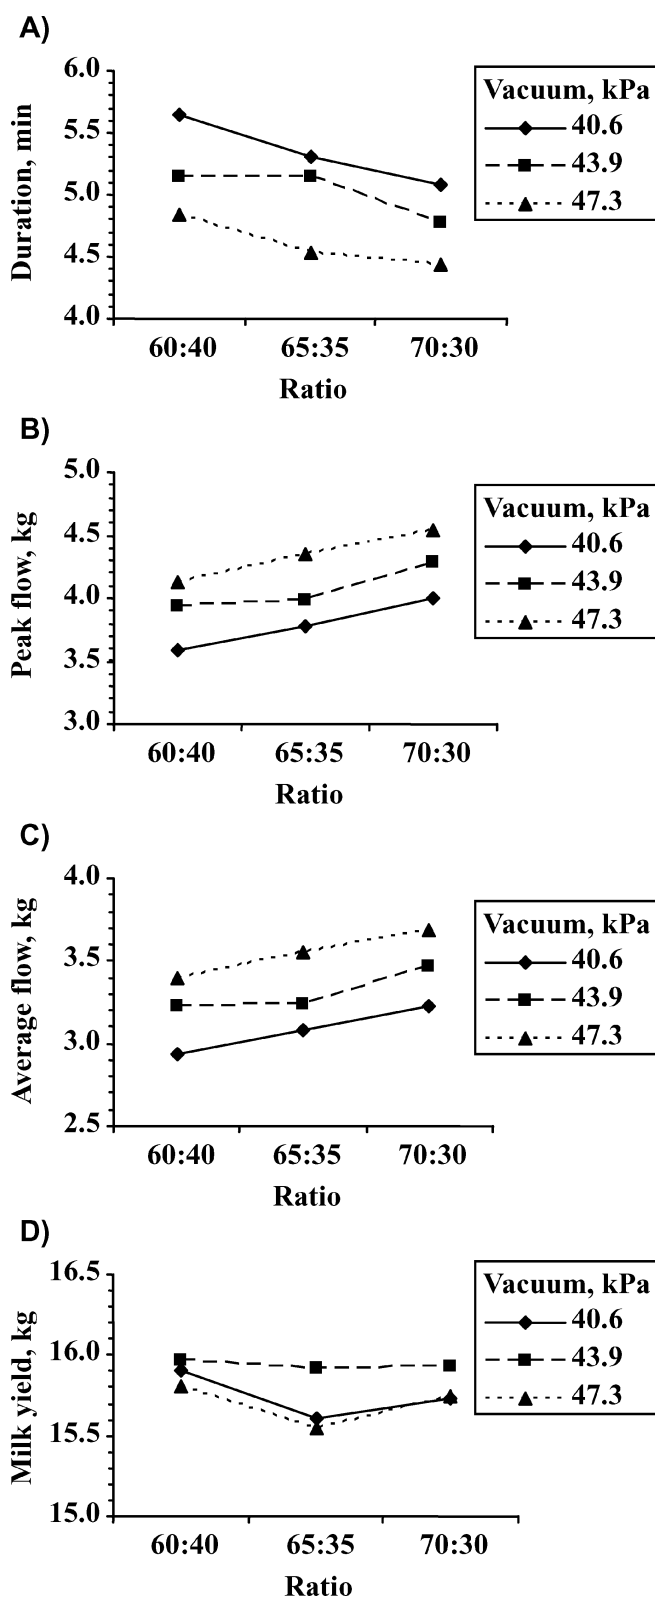 A)
6.0
5.5
5.0
4.5
4.0
Duration, min
60:40 65:35 70:30
Ratio
Vacuum, kPa
40.6
43.9
47.3
B)
5.0
4.5
4.0
3.5
3.0
Peak flow, kg
60:40 65:35 70:30
Ratio
Vacuum, kPa
40.6
43.9
47.3
C)
4.0
3.5
3.0
2.5
Average flow, kg
60:40 65:35 70:30
Ratio
Vacuum, kPa
40.6
43.9
47.3
D)
16.5
16.0
15.5
15.0
Milk yield, kg
60:40 65:35 70:30
Ratio
Vacuum, kPa
40.6
43.9
47.3